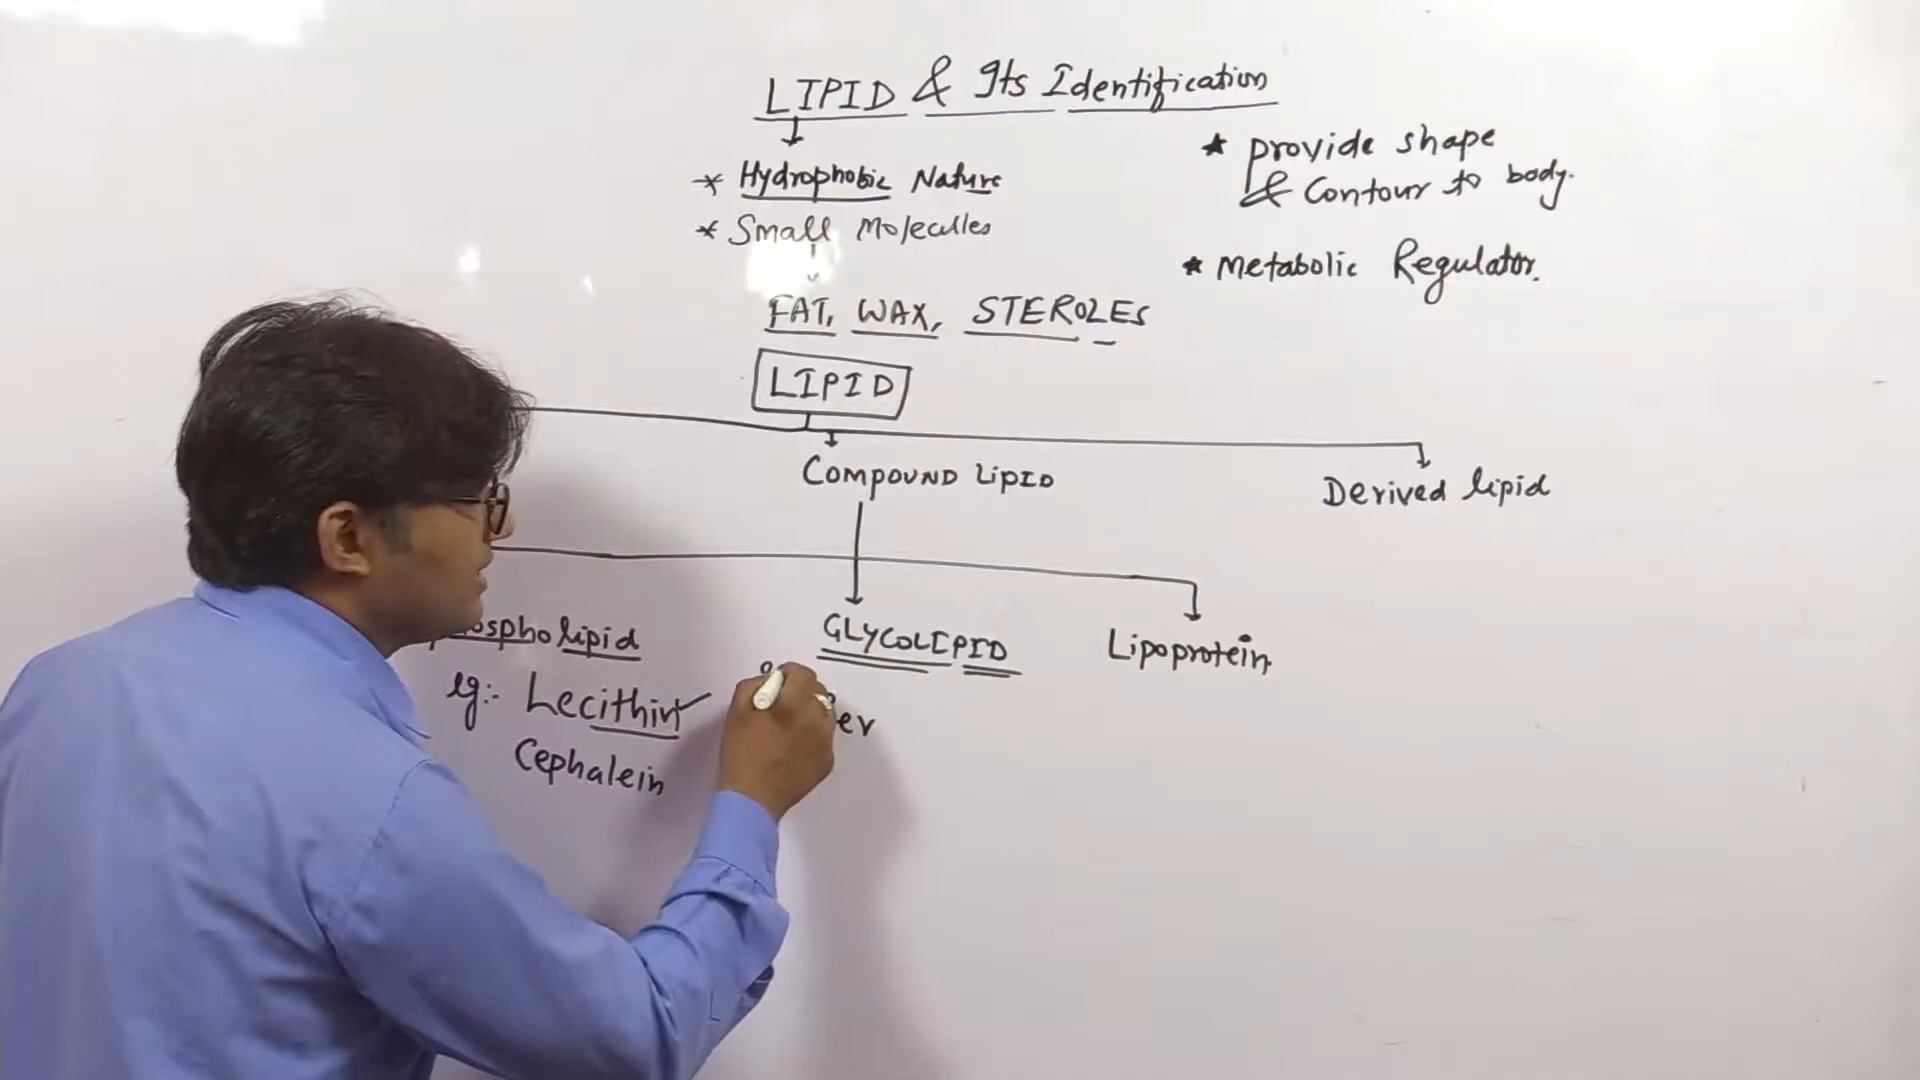 LIPID & Its Identification
* Hydrophobic Nature
* Small Molecules
FAT, WAX, STEROLES
* provide shape
& Contour to body.
* Metabolic Regulator.
LIPID
COMPOUND LIPID
Derived lipid
ospholipid
eg:- Lecithin
Cephalein
GLYCOLIPID
Lipoprotein